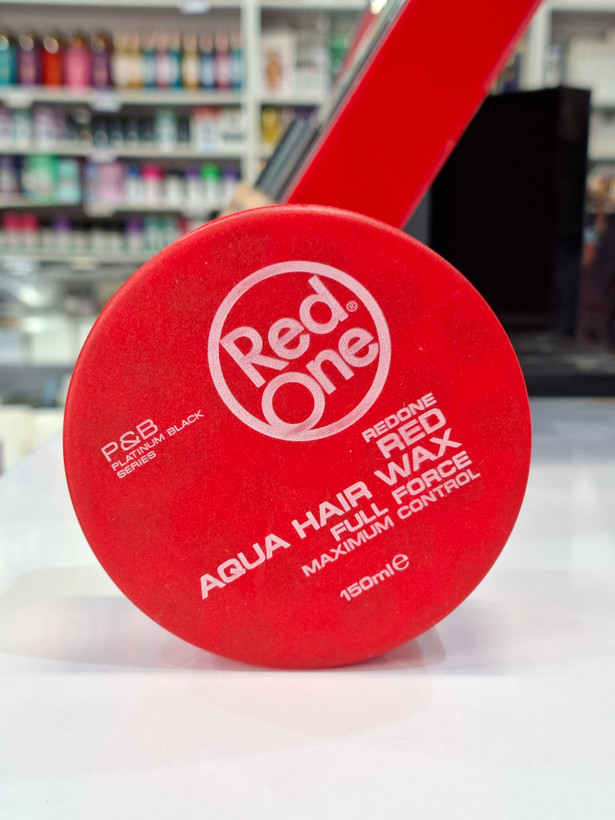 Red®
One
P&B
PLATINUM BLACK
SERIES
REDONE
RED
AQUA HAIR WAX
FULL FORCE
MAXIMUM CONTROL
150ml℮